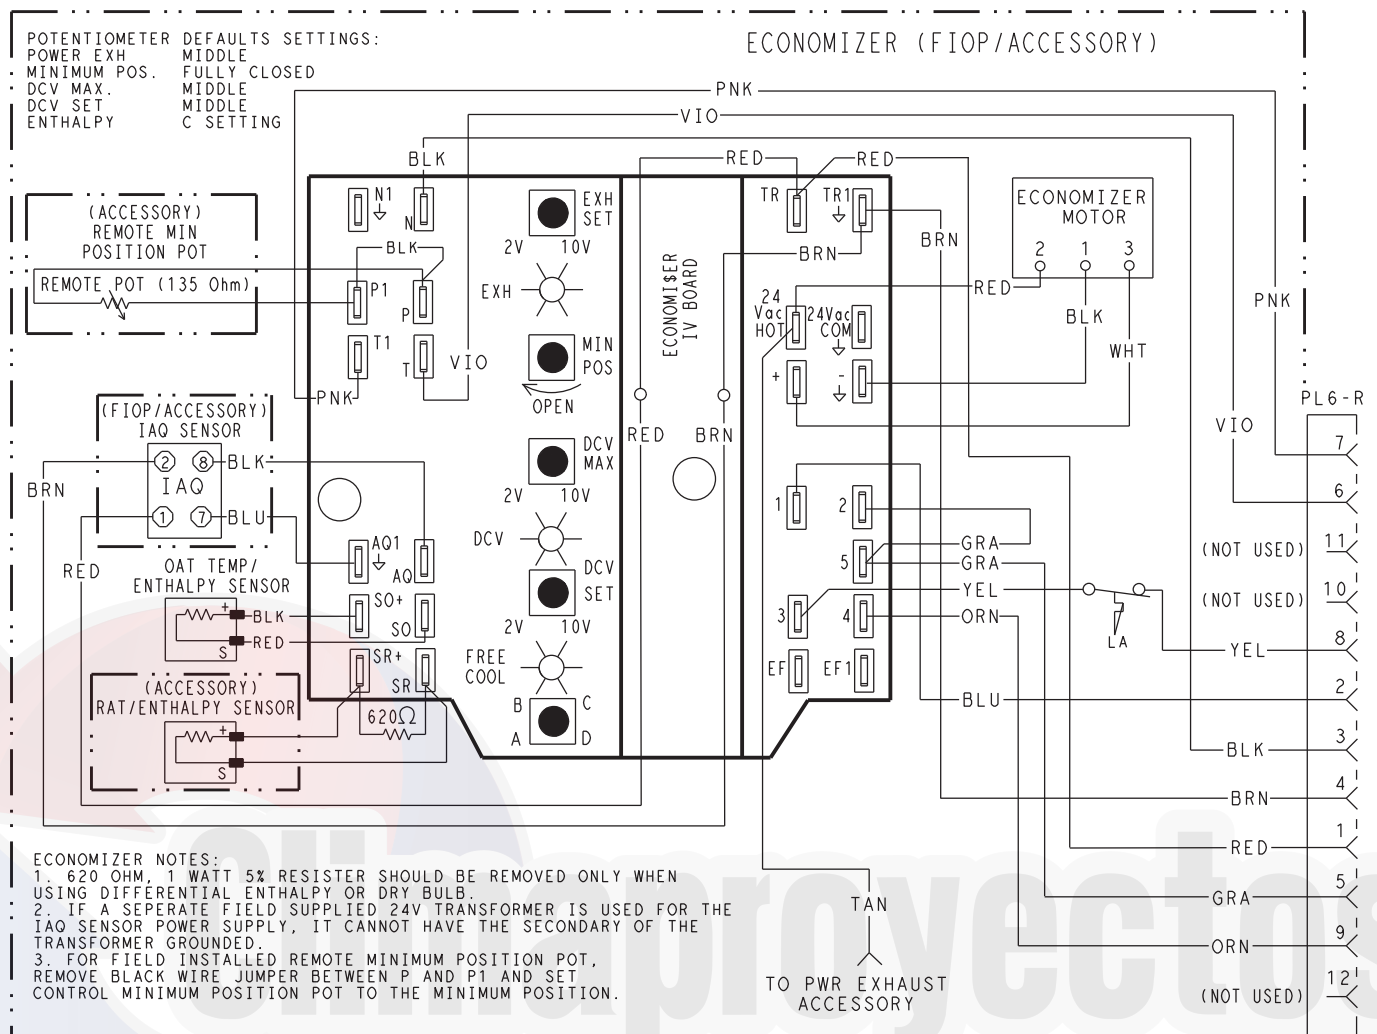 POTENTIOMETER DEFAULTS SETTINGS:
POWER EXH MIDDLE
MINIMUM POS. FULLY CLOSED
DCV MAX. MIDDLE
DCV SET MIDDLE
ENTHALPY C SETTING
ECONOMIZER (FIOP/ACCESSORY)
PNK
VIO
BLK
RED
RED
(ACCESSORY)
REMOTE MIN
POSITION POT
REMOTE POT (135 Ohm)
N1
N
BLK
P1
P
T1
T
VIO
PNK
EXH
SET
2V 10V
EXH
MIN
POS
OPEN
DCV
MAX
2V 10V
DCV
DCV
SET
2V 10V
FREE
COOL
B C
A D
ECONOMI$ER
IV BOARD
RED
BRN
TR
TR1
BRN
BRN
24
Vac
HOT
24Vac
COM
+
-
ECONOMIZER
MOTOR
2 1 3
RED
BLK
WHT
PNK
VIO
PL6-R
(FIOP/ACCESSORY)
IAQ SENSOR
2 8
BLK
IAQ
1 7
BLU
BRN
RED
OAT TEMP/
ENTHALPY SENSOR
+
BLK
RED
S
(ACCESSORY)
RAT/ENTHALPY SENSOR
+
S
AQ1
AQ
SO+
SO
SR+
SR
620Ω
1
2
5
3
4
EF
EF1
GRA
GRA
YEL
ORN
BLU
LA
7
6
(NOT USED) 11
(NOT USED) 10
YEL 8
2
BLK 3
BRN 4
RED 1
GRA 5
ORN 9
(NOT USED) 12
TAN
TO PWR EXHAUST
ACCESSORY
ECONOMIZER NOTES:
1. 620 OHM, 1 WATT 5% RESISTER SHOULD BE REMOVED ONLY WHEN
USING DIFFERENTIAL ENTHALPY OR DRY BULB.
2. IF A SEPERATE FIELD SUPPLIED 24V TRANSFORMER IS USED FOR THE
IAQ SENSOR POWER SUPPLY, IT CANNOT HAVE THE SECONDARY OF THE
TRANSFORMER GROUNDED.
3. FOR FIELD INSTALLED REMOTE MINIMUM POSITION POT,
REMOVE BLACK WIRE JUMPER BETWEEN P AND P1 AND SET
CONTROL MINIMUM POSITION POT TO THE MINIMUM POSITION.
Climaproyectos